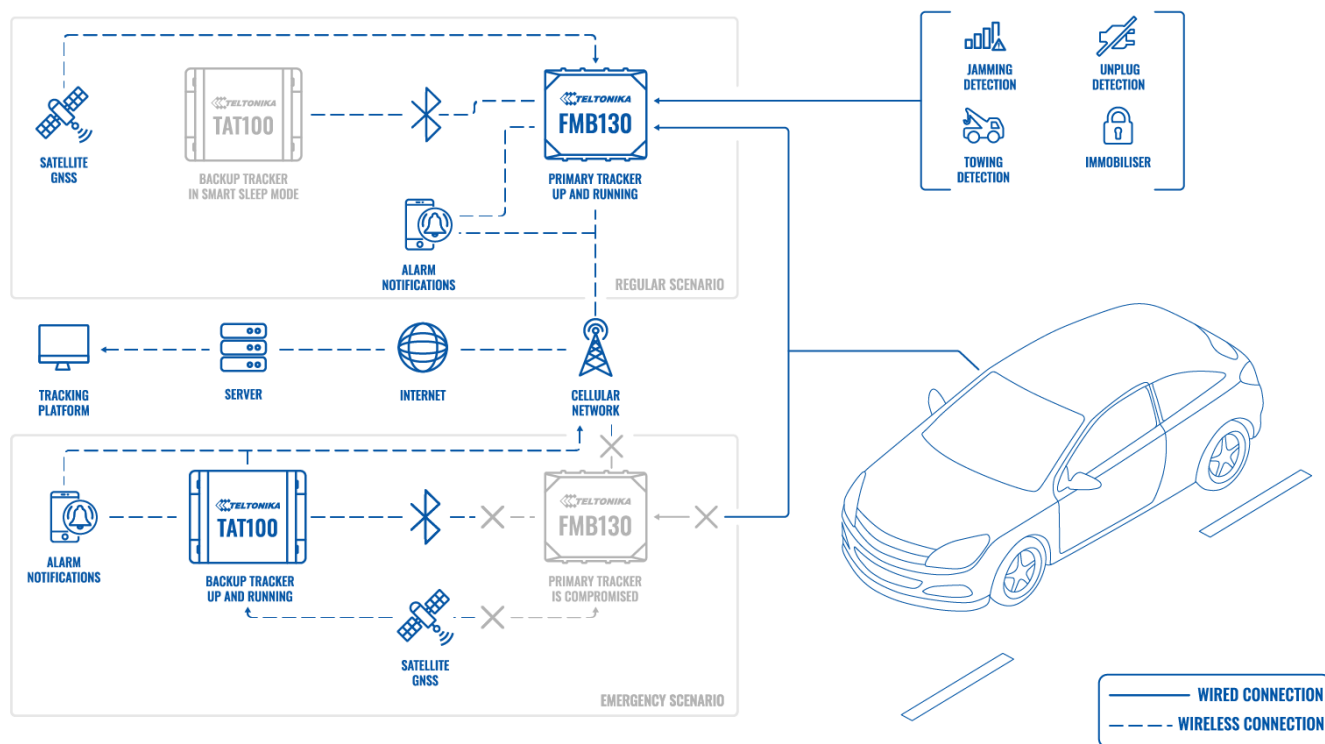 JAMMING
DETECTION
UNPLUG
DETECTION
TOWING
DETECTION
IMMOBILISER
SATELLITE
GNSS
TELTONIKA
TAT100
BACKUP TRACKER
IN SMART SLEEP MODE
TELTONIKA
FMB130
PRIMARY TRACKER
UP AND RUNNING
ALARM
NOTIFICATIONS
REGULAR SCENARIO
TRACKING
PLATFORM
SERVER
INTERNET
CELLULAR
NETWORK
ALARM
NOTIFICATIONS
TELTONIKA
TAT100
BACKUP TRACKER
UP AND RUNNING
TELTONIKA
FMB130
PRIMARY TRACKER
IS COMPROMISED
SATELLITE
GNSS
EMERGENCY SCENARIO
WIRED CONNECTION
WIRELESS CONNECTION